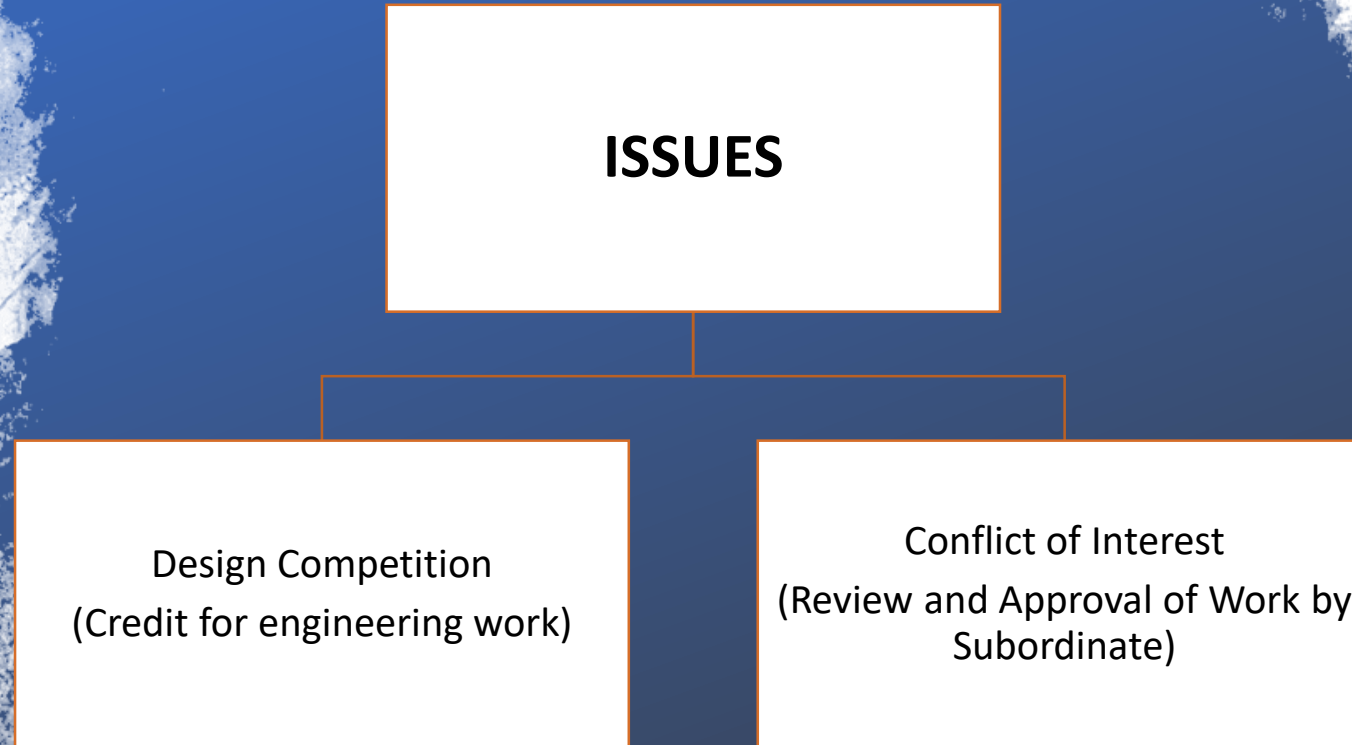 ISSUES
Design Competition
(Credit for engineering work)
Conflict of Interest
(Review and Approval of Work by
Subordinate)